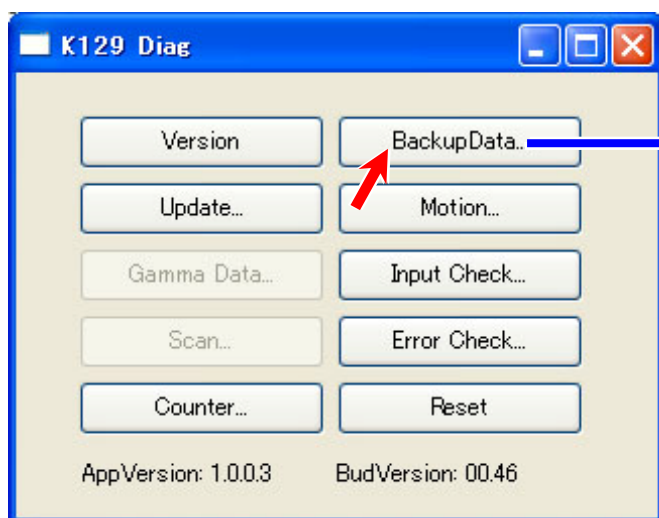 K129 Diag
Version
BackupData..
Update...
Motion...
Gamma Data...
Input Check...
Scan...
Error Check...
Counter...
Reset
AppVersion: 1.0.0.3
BudVersion: 00.46